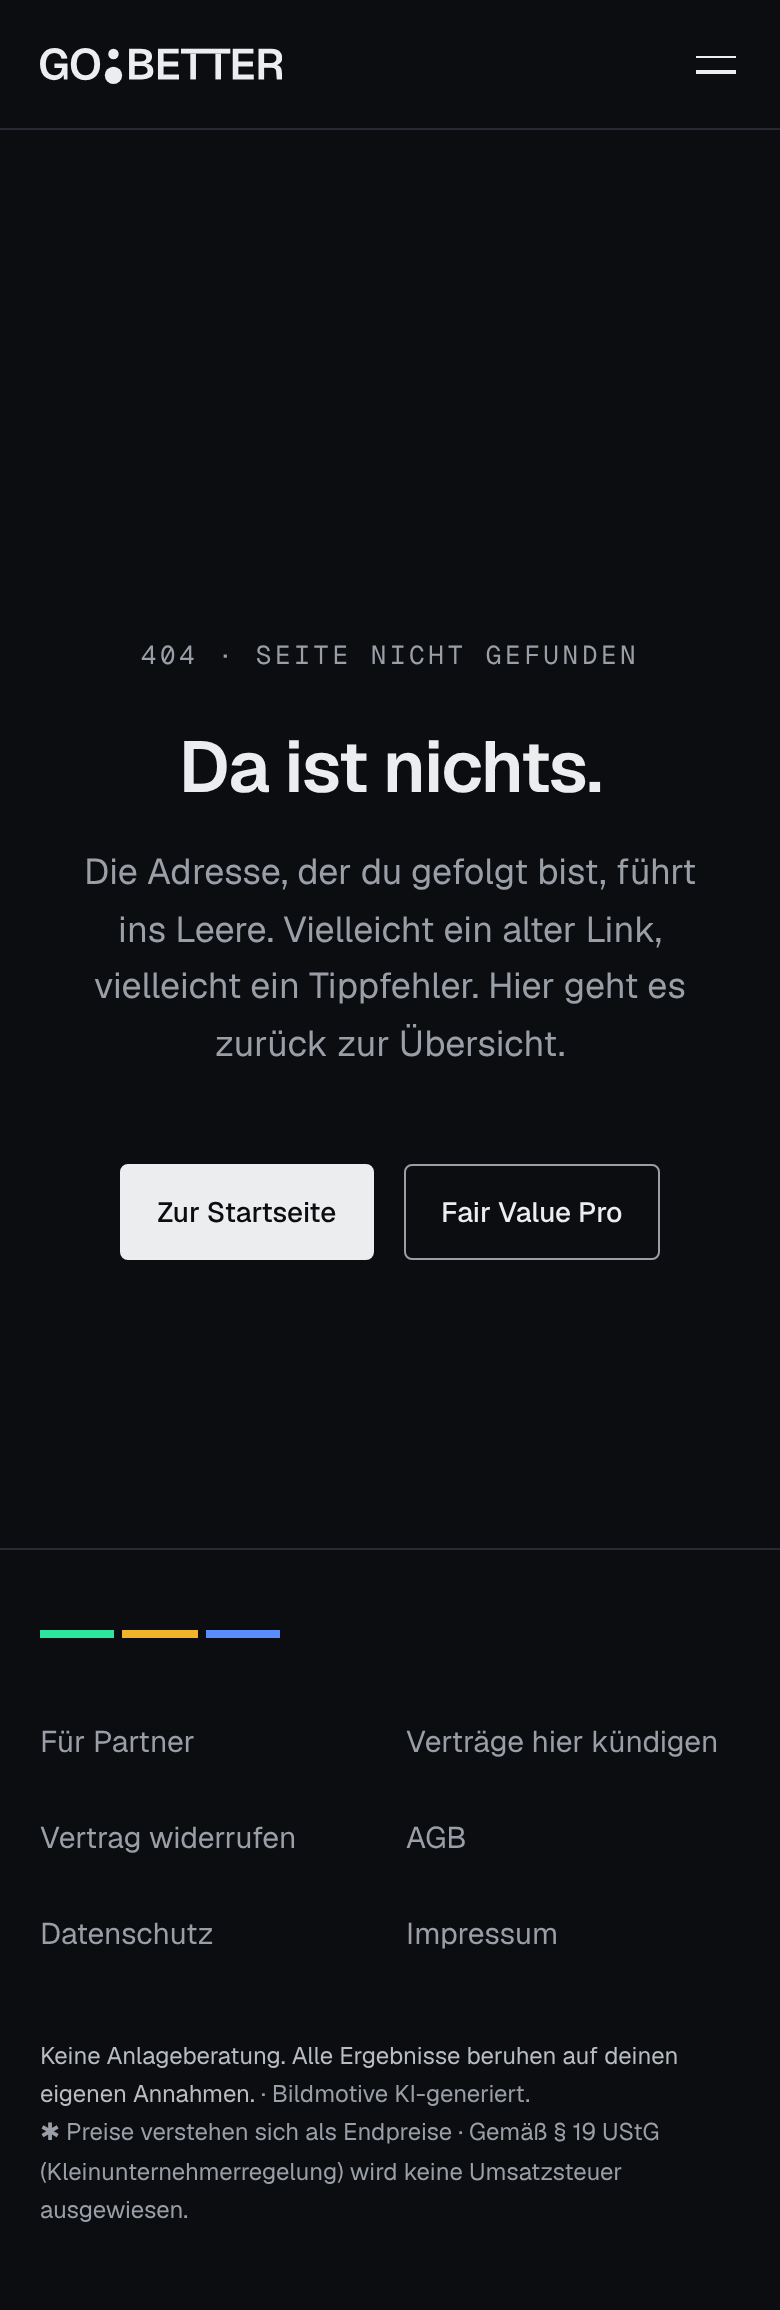 GO:BETTER
404 · SEITE NICHT GEFUNDEN
Da ist nichts.
Die Adresse, der du gefolgt bist, führt
ins Leere. Vielleicht ein alter Link,
vielleicht ein Tippfehler. Hier geht es
zurück zur Übersicht.
Zur Startseite
Fair Value Pro
Für Partner
Verträge hier kündigen
Vertrag widerrufen
AGB
Datenschutz
Impressum
Keine Anlageberatung. Alle Ergebnisse beruhen auf deinen
eigenen Annahmen. · Bildmotive KI-generiert.
✱ Preise verstehen sich als Endpreise · Gemäß § 19 UStG
(Kleinunternehmerregelung) wird keine Umsatzsteuer
ausgewiesen.